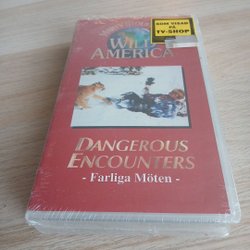 WILD
AMERICA
SOM VISAD
PÅ
TV-SHOP
DANGEROUS
ENCOUNTERS
- Farliga Möten -